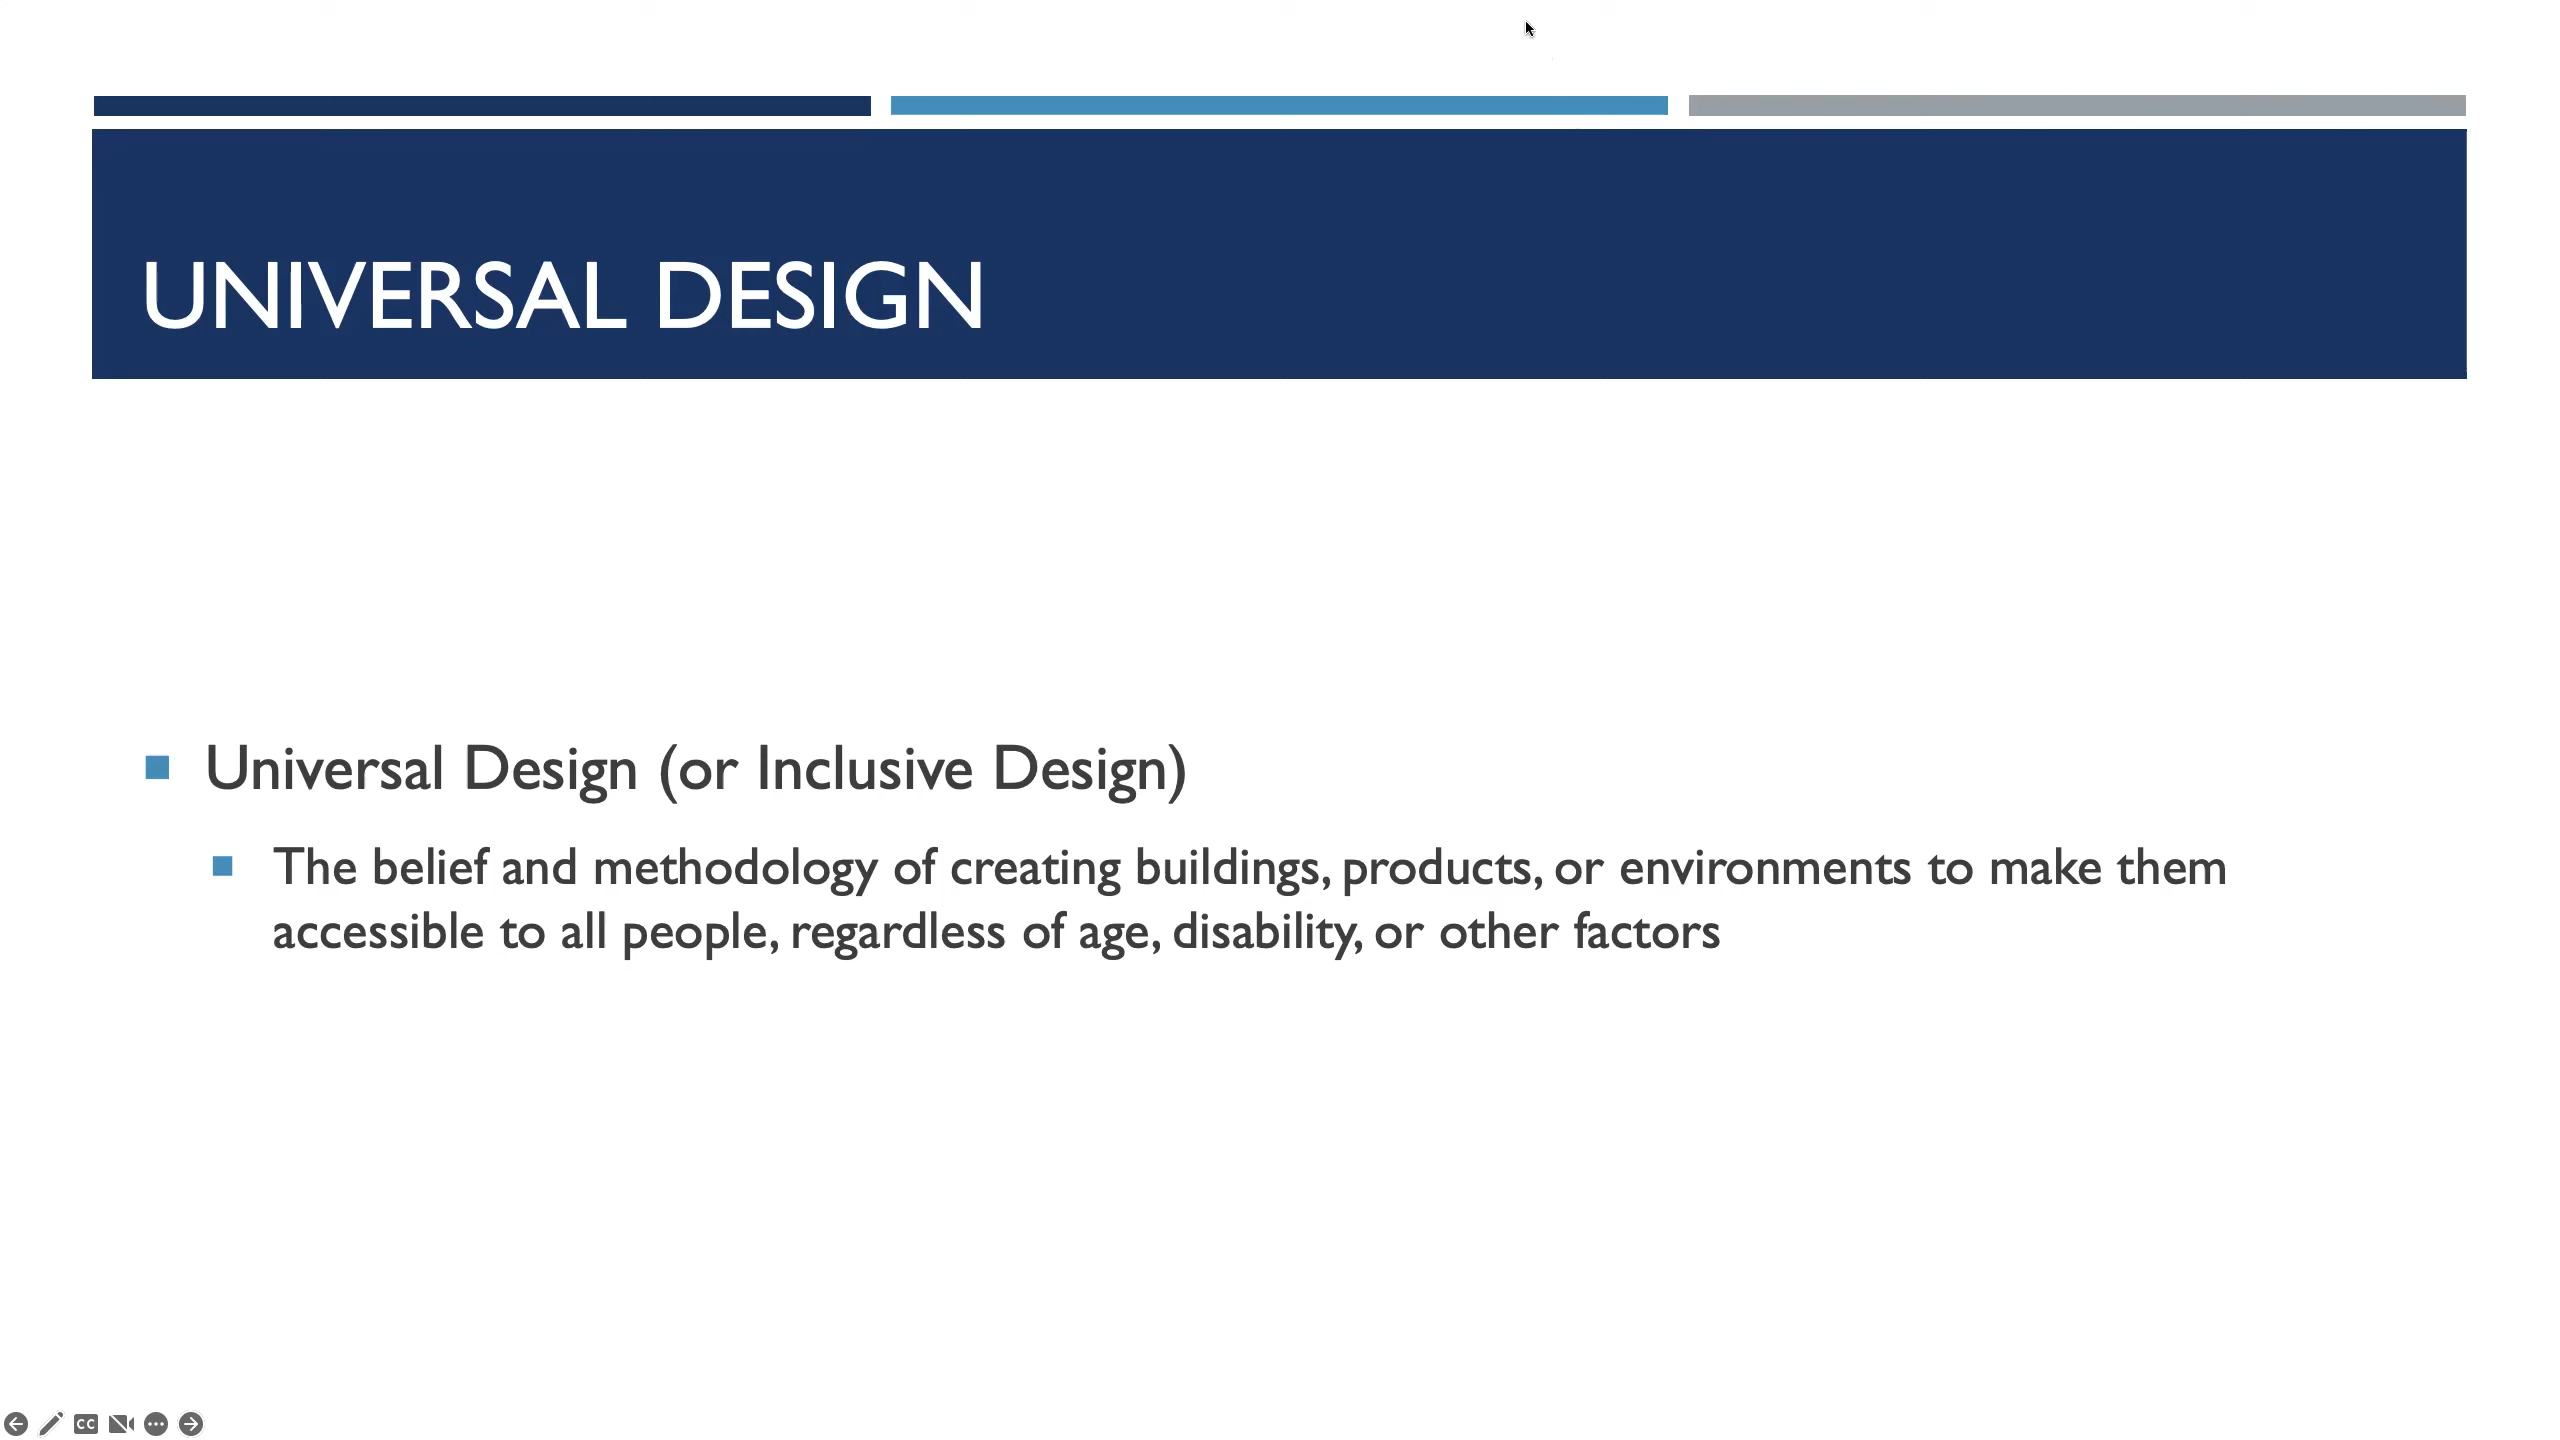 UNIVERSAL DESIGN
Universal Design (or Inclusive Design)
The belief and methodology of creating buildings, products, or environments to make them
accessible to all people, regardless of age, disability, or other factors
CC